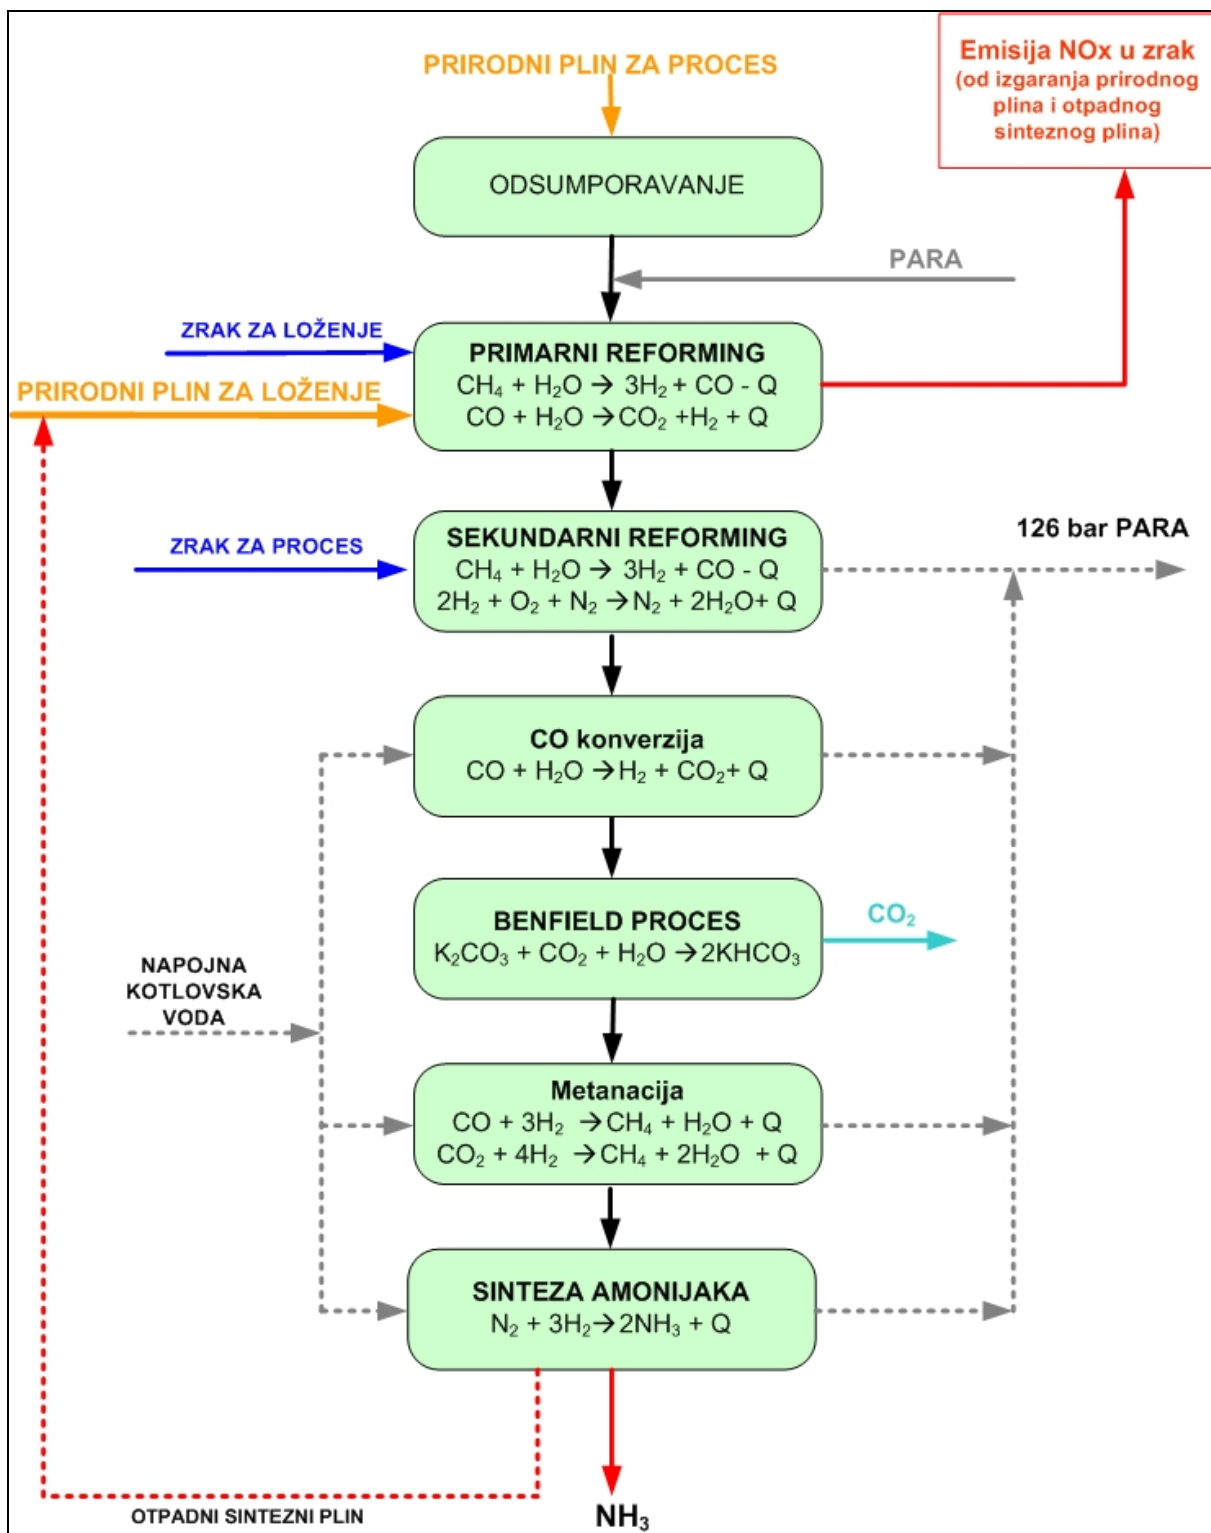 PRIRODNI PLIN ZA PROCES
Emisija NOx u zrak
(od izgaranja prirodnog
plina i otpadnog
sinteznog plina)
ODSUMPORAVANJE
PARA
ZRAK ZA LOŽENJE
PRIRODNI PLIN ZA LOŽENJE
PRIMARNI REFORMING
CH₄ + H₂O → 3H₂ + CO - Q
CO + H₂O →CO₂ +H₂ + Q
ZRAK ZA PROCES
SEKUNDARNI REFORMING
CH₄ + H₂O → 3H₂ + CO - Q
2H₂ + O₂ + N₂ →N₂ + 2H₂O+ Q
126 bar PARA
CO konverzija
CO + H₂O →H₂ + CO₂+ Q
BENFIELD PROCES
K₂CO₃ + CO₂ + H₂O →2KHCO₃
CO₂
NAPOJNA
KOTLOVSKA
VODA
Metanacija
CO + 3H₂ →CH₄ + H₂O + Q
CO₂ + 4H₂ →CH₄ + 2H₂O + Q
SINTEZA AMONIJAKA
N₂ + 3H₂→2NH₃ + Q
OTPADNI SINTEZNI PLIN
NH₃